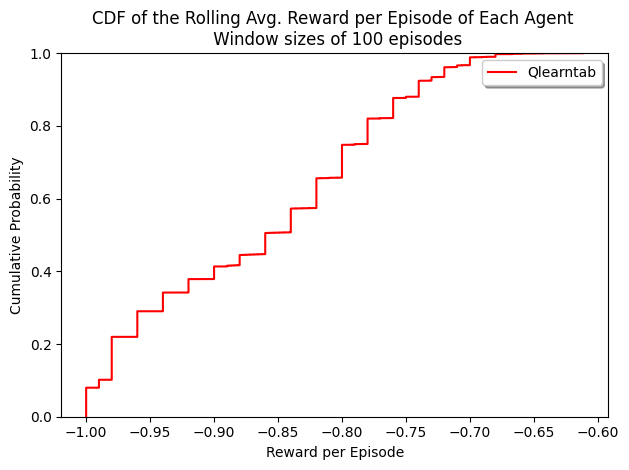 CDF of the Rolling Avg. Reward per Episode of Each Agent
Window sizes of 100 episodes
Qlearntab
1.0
0.8
0.6
0.4
0.2
0.0
Cumulative Probability
−1.00 −0.95 −0.90 −0.85 −0.80 −0.75 −0.70 −0.65 −0.60
Reward per Episode